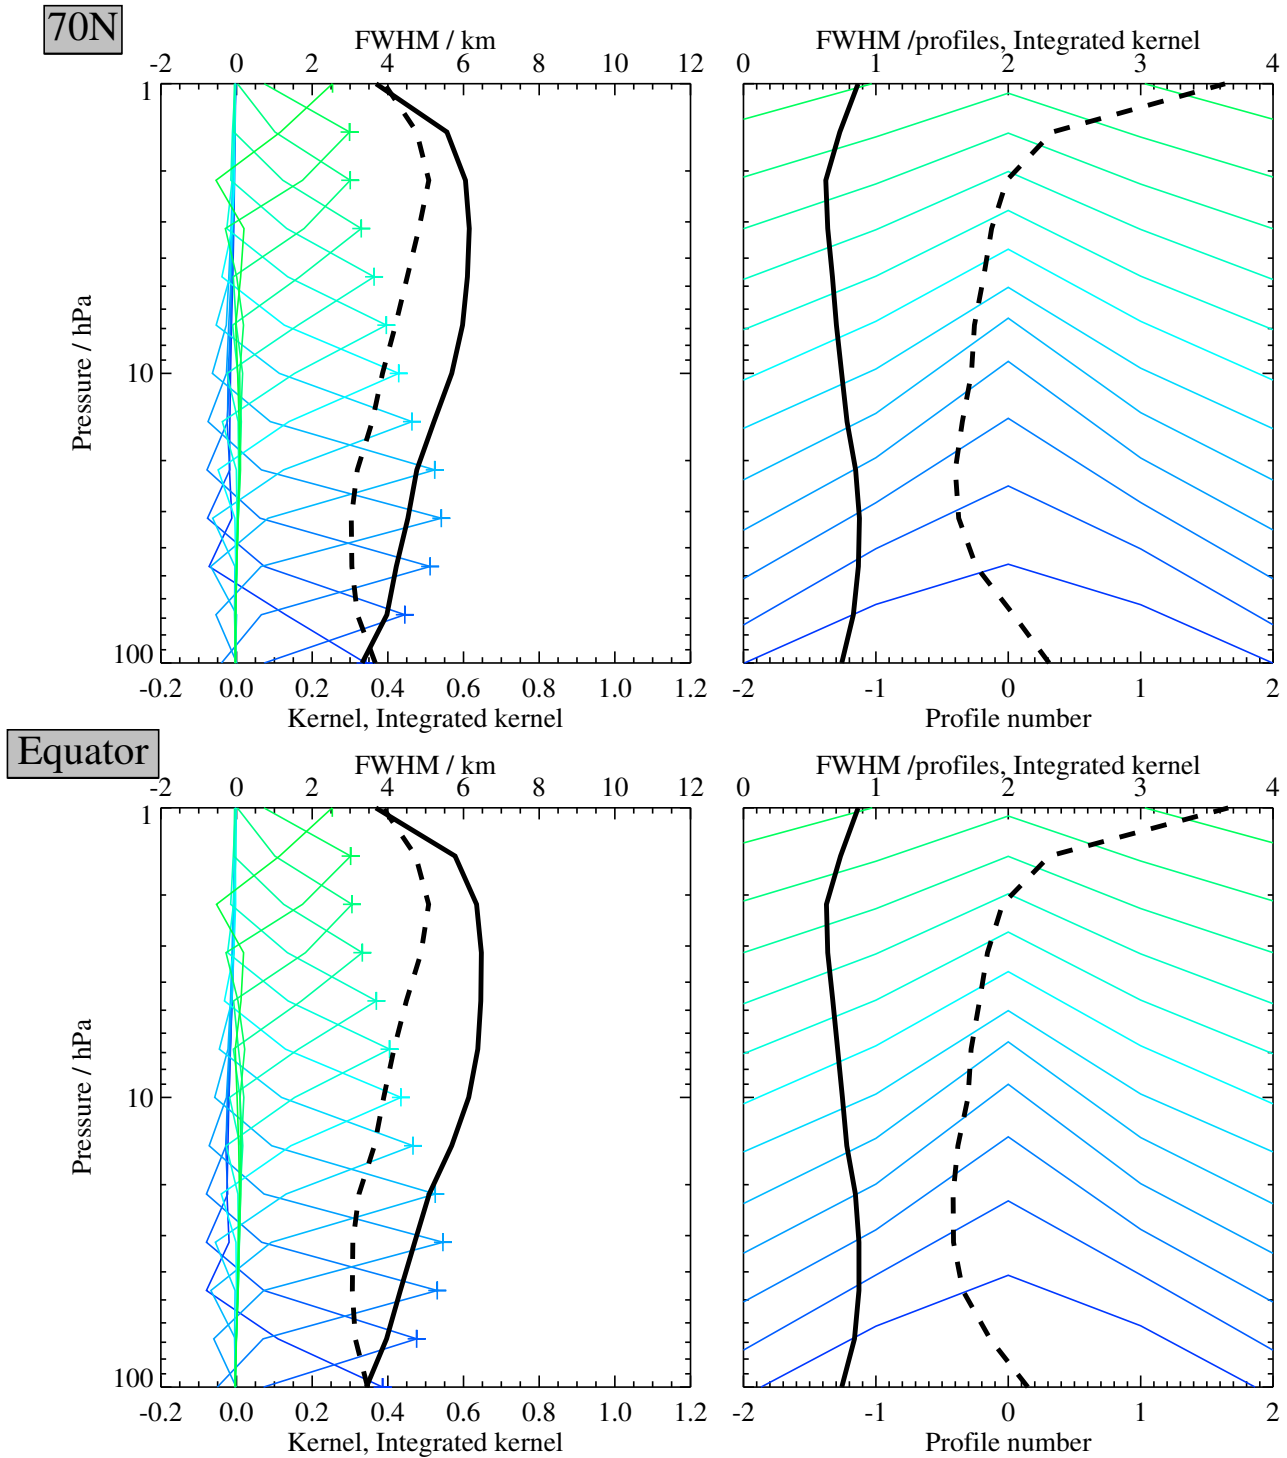 70N
FWHM / km
FWHM /profiles, Integrated kernel
-2 0 2 4 6 8 10 12
0 1 2 3 4
1
10
100
Pressure / hPa
-0.2 0.0 0.2 0.4 0.6 0.8 1.0 1.2
-2 -1 0 1 2
Kernel, Integrated kernel
Profile number
Equator
FWHM / km
FWHM /profiles, Integrated kernel
-2 0 2 4 6 8 10 12
0 1 2 3 4
1
10
100
Pressure / hPa
-0.2 0.0 0.2 0.4 0.6 0.8 1.0 1.2
-2 -1 0 1 2
Kernel, Integrated kernel
Profile number